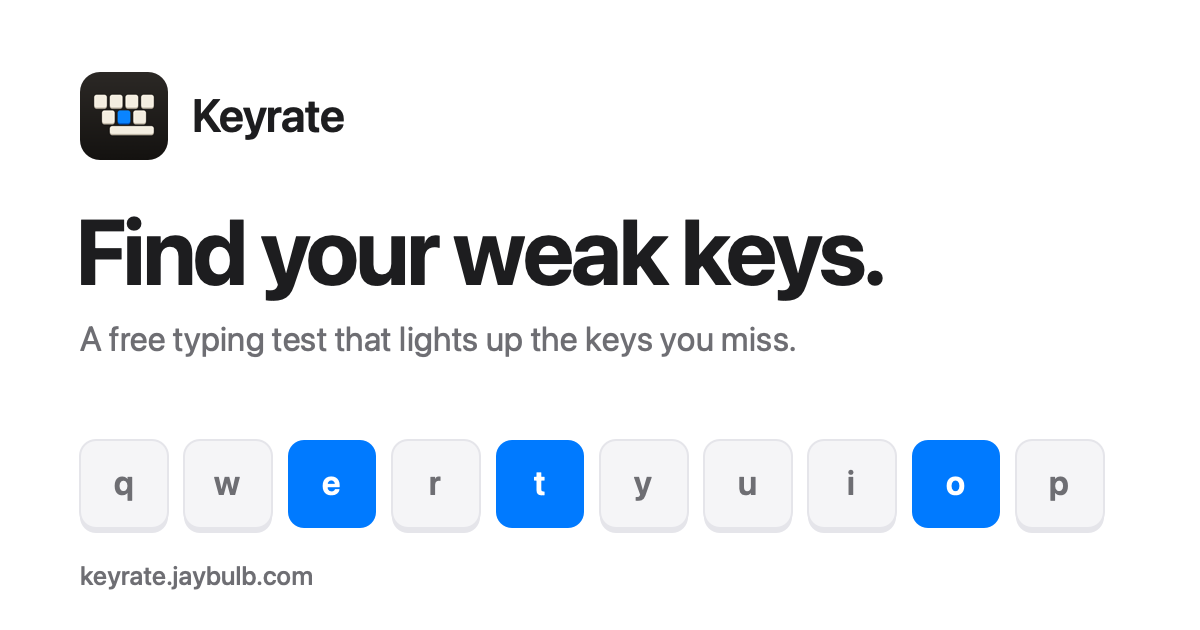 Keyrate
Find your weak keys.
A free typing test that lights up the keys you miss.
q w e r t y u i o p
keyrate.jaybulb.com